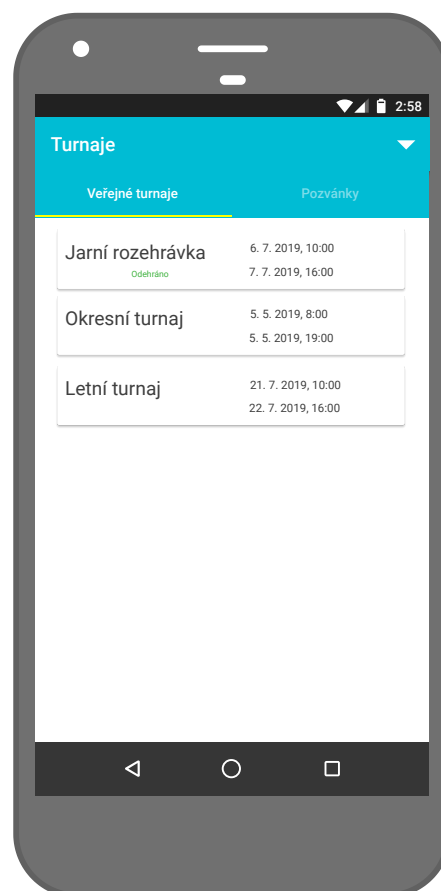 2:58
Turnaje
Veřejné turnaje
Pozvánky
Jarní rozehrávka
6. 7. 2019, 10:00
Odehráno
7. 7. 2019, 16:00
Okresní turnaj
5. 5. 2019, 8:00
5. 5. 2019, 19:00
Letní turnaj
21. 7. 2019, 10:00
22. 7. 2019, 16:00